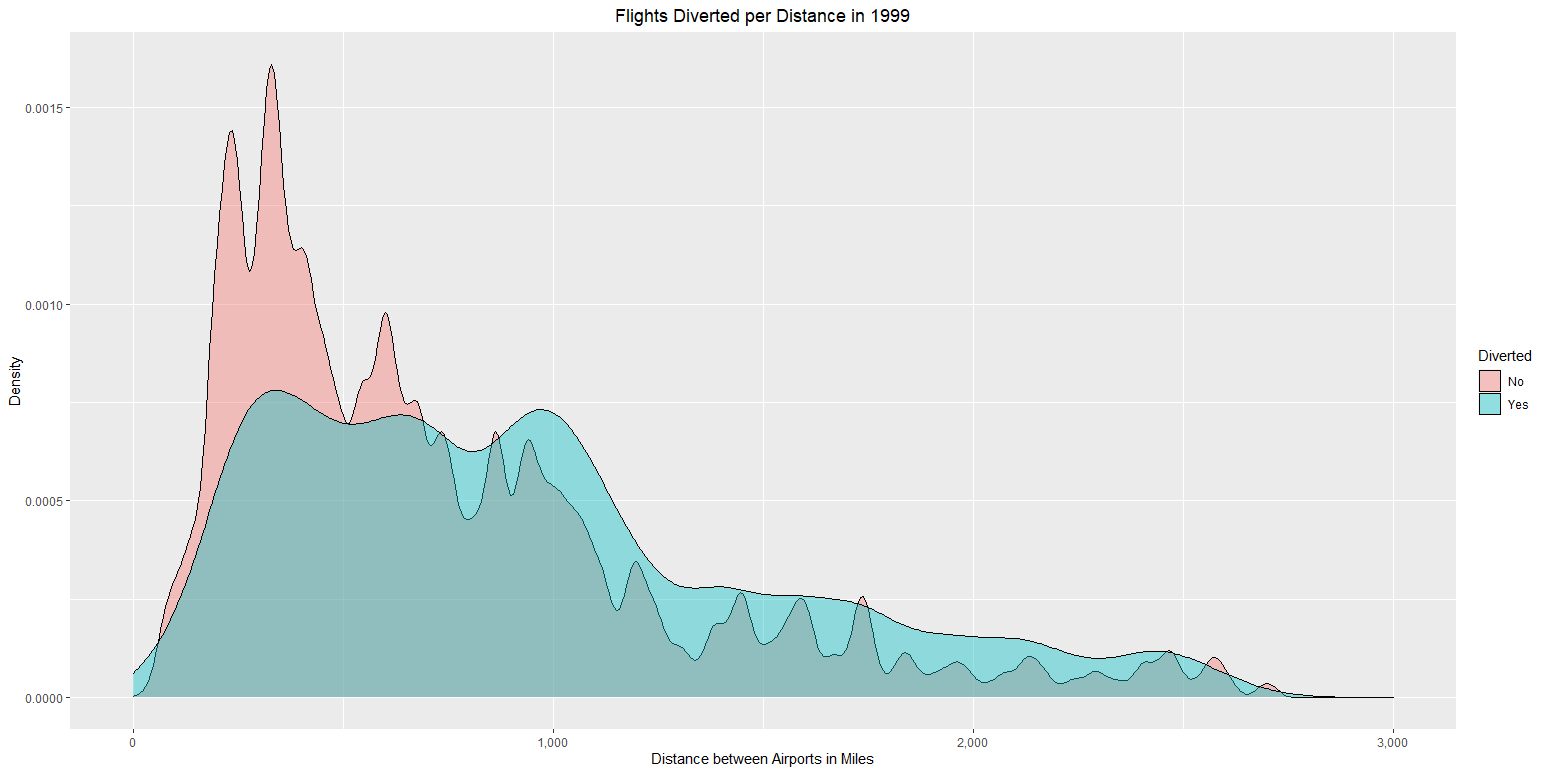 Flights Diverted per Distance in 1999
Density
0.0015
0.0010
0.0005
0.0000
0
1,000
2,000
3,000
Distance between Airports in Miles
Diverted
No
Yes